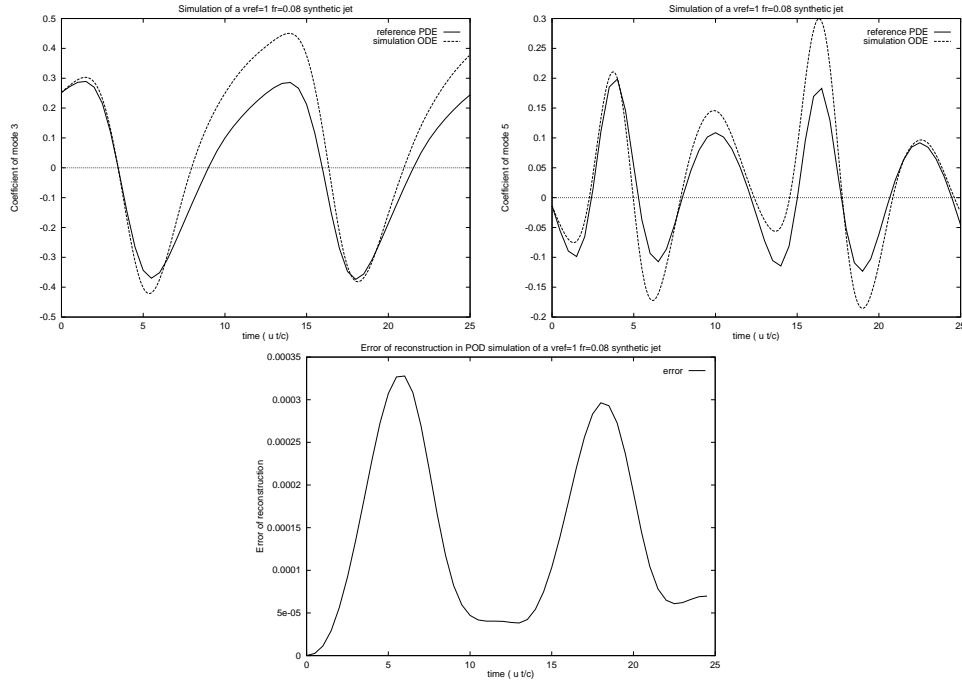 Simulation of a vref=1 fr=0.08 synthetic jet
reference PDE
simulation ODE
Coefficient of mode 3
0.5
0.4
0.3
0.2
0.1
0
-0.1
-0.2
-0.3
-0.4
-0.5
0 5 10 15 20 25
time ( u t/c)
Simulation of a vref=1 fr=0.08 synthetic jet
reference PDE
simulation ODE
Coefficient of mode 5
0.3
0.25
0.2
0.15
0.1
0.05
0
-0.05
-0.1
-0.15
-0.2
0 5 10 15 20 25
time ( u t/c)
Error of reconstruction in POD simulation of a vref=1 fr=0.08 synthetic jet
error
Error of reconstruction
0.00035
0.0003
0.00025
0.0002
0.00015
0.0001
5e-05
0
0 5 10 15 20 25
time ( u t/c)